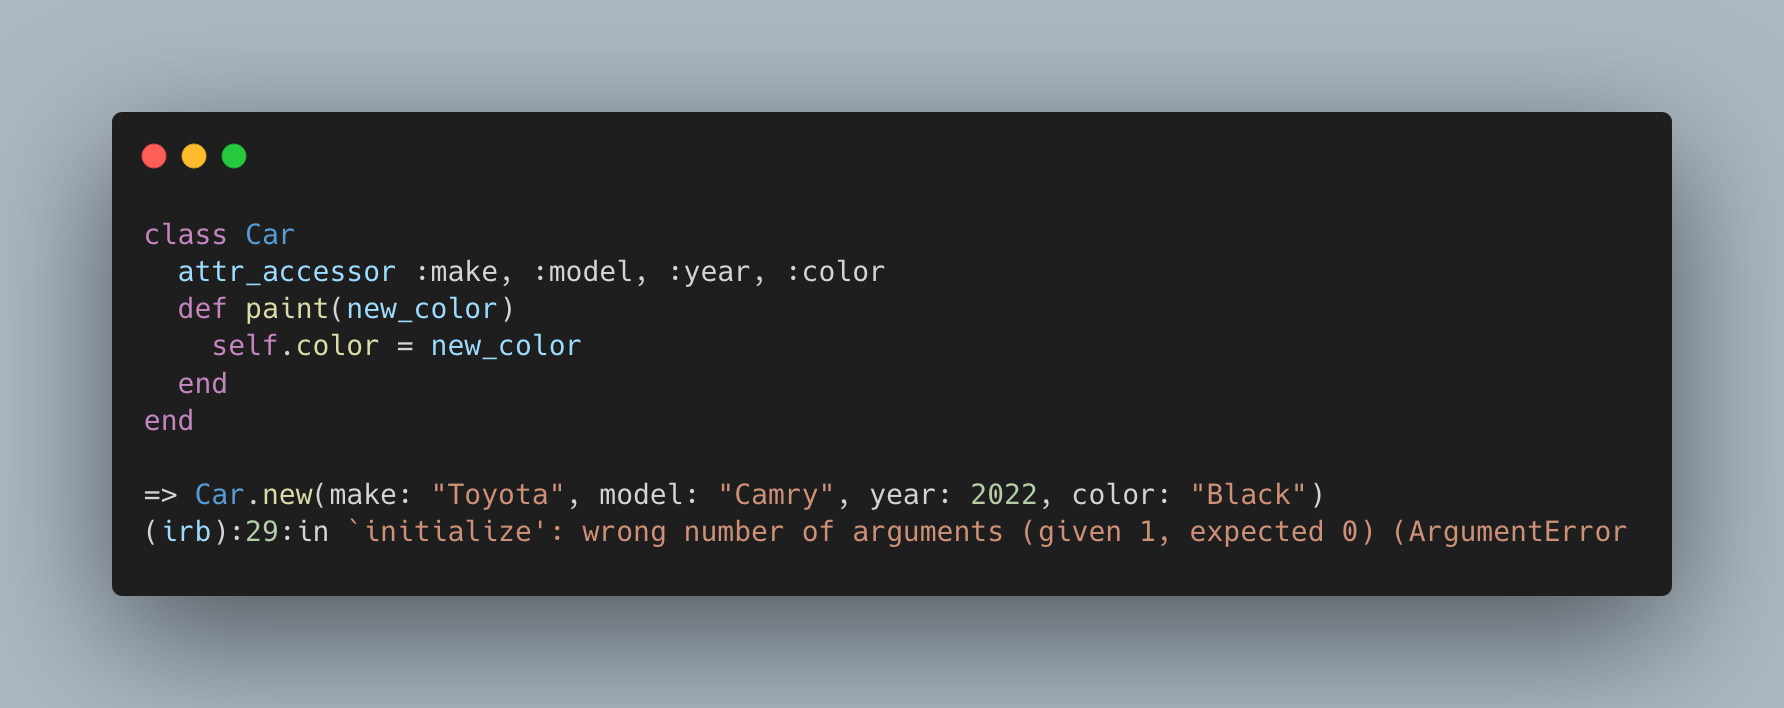 class Car
  attr_accessor :make, :model, :year, :color
  def paint(new_color)
    self.color = new_color
  end
end

=> Car.new(make: "Toyota", model: "Camry", year: 2022, color: "Black")
(irb):29:in `initialize': wrong number of arguments (given 1, expected 0) (ArgumentError